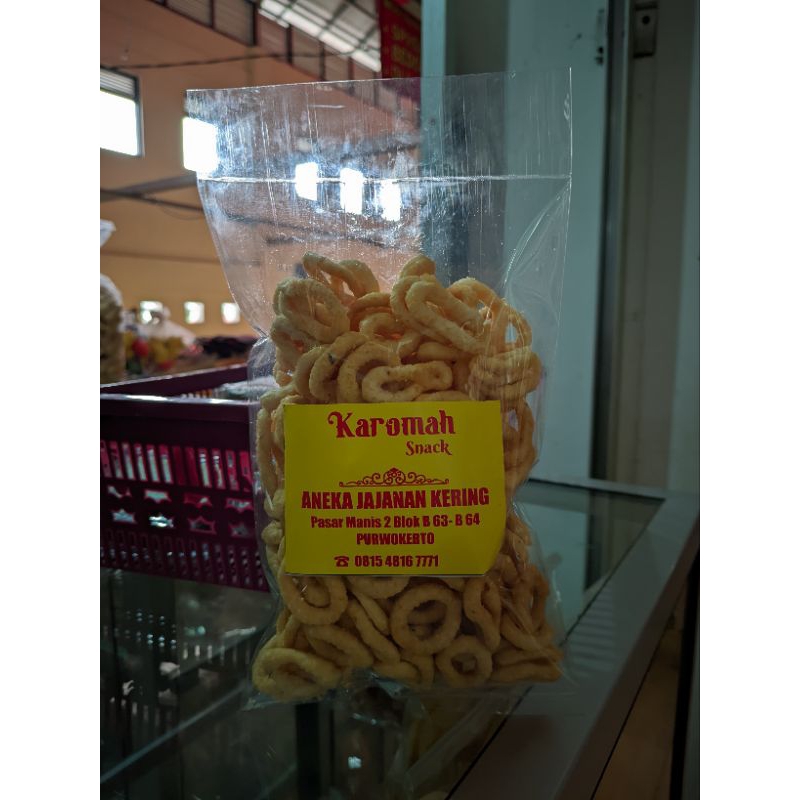 Karomah
Snack
ANEKA JAJANAN KERING
Pasar Manis 2 Blok B 63- B 64
PURWOKERTO
☎ 0815 4816 7771